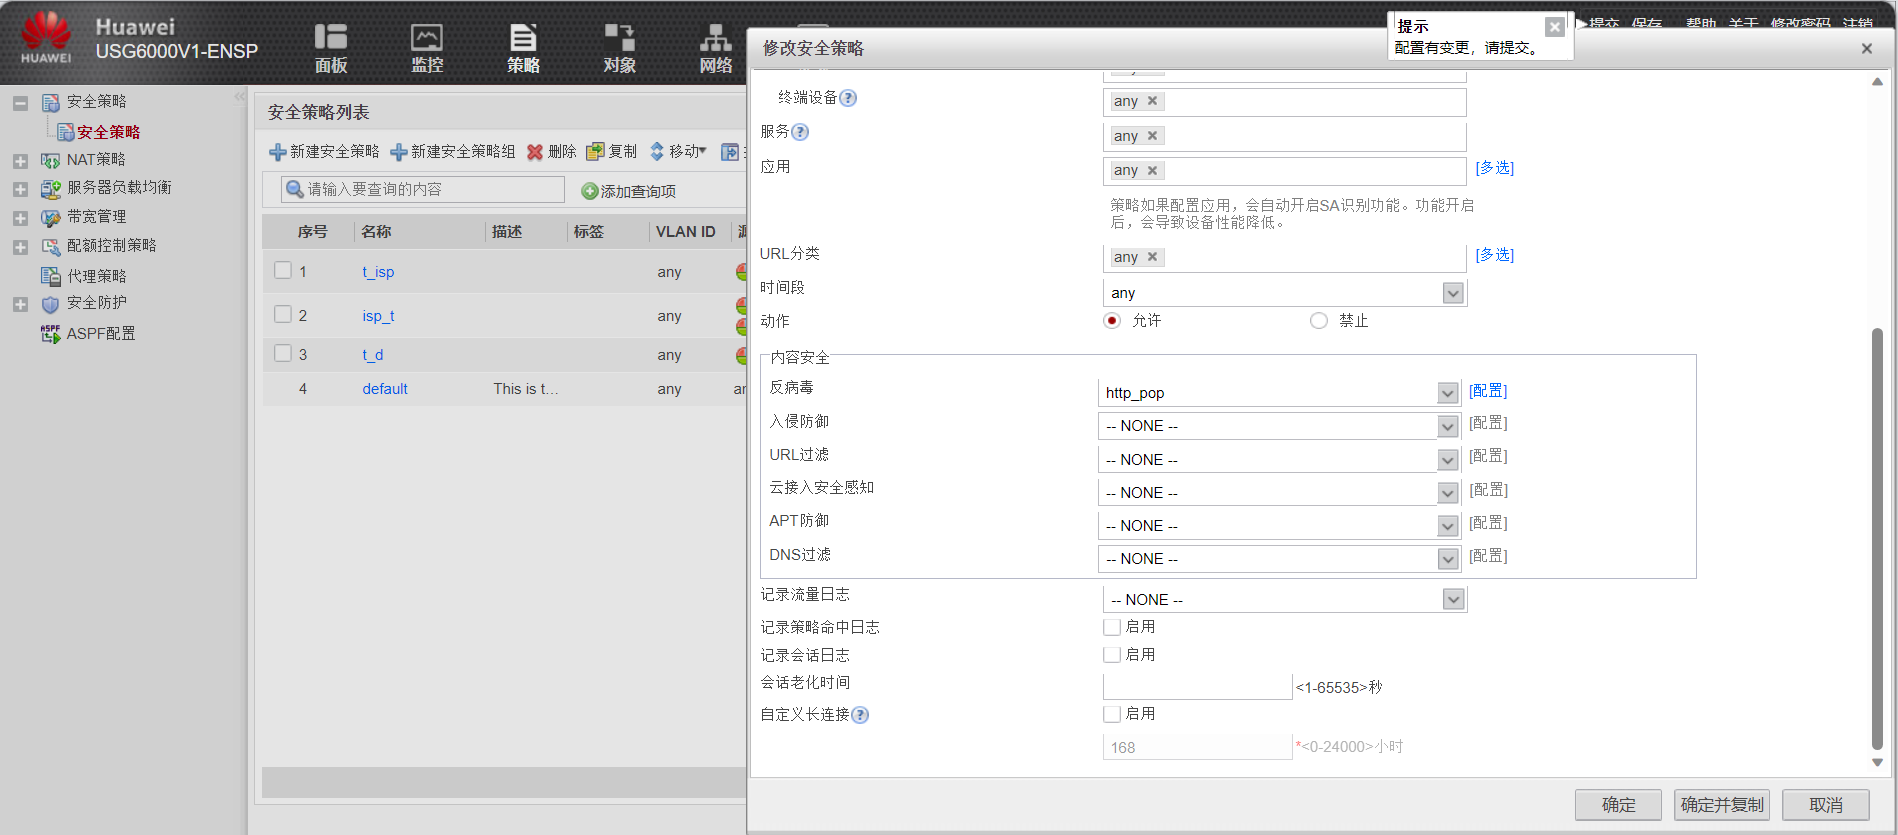 Huawei
USG6000V1-ENSP
HUAWEI
面板
监控
策略
对象
网络
提交 保存 帮助 关于 修改密码 注销
提示
配置有变更，请提交。
安全策略
安全策略
NAT策略
服务器负载均衡
带宽管理
配额控制策略
代理策略
安全防护
ASPF配置
安全策略列表
新建安全策略 新建安全策略组 删除 复制 移动
请输入要查询的内容 添加查询项
序号 名称 描述 标签 VLAN ID
1 t_isp any
2 isp_t any
3 t_d any
4 default This is t... any
修改安全策略
终端设备 any
服务 any
应用 any [多选]
策略如果配置应用，会自动开启SA识别功能。功能开启
后，会导致设备性能降低。
URL分类 any [多选]
时间段 any
动作 允许 禁止
内容安全
反病毒 http_pop [配置]
入侵防御 -- NONE -- [配置]
URL过滤 -- NONE -- [配置]
云接入安全感知 -- NONE -- [配置]
APT防御 -- NONE -- [配置]
DNS过滤 -- NONE -- [配置]
记录流量日志 -- NONE --
记录策略命中日志 启用
记录会话日志 启用
会话老化时间 <1-65535>秒
自定义长连接 启用
168 *<0-24000>小时
确定 确定并复制 取消